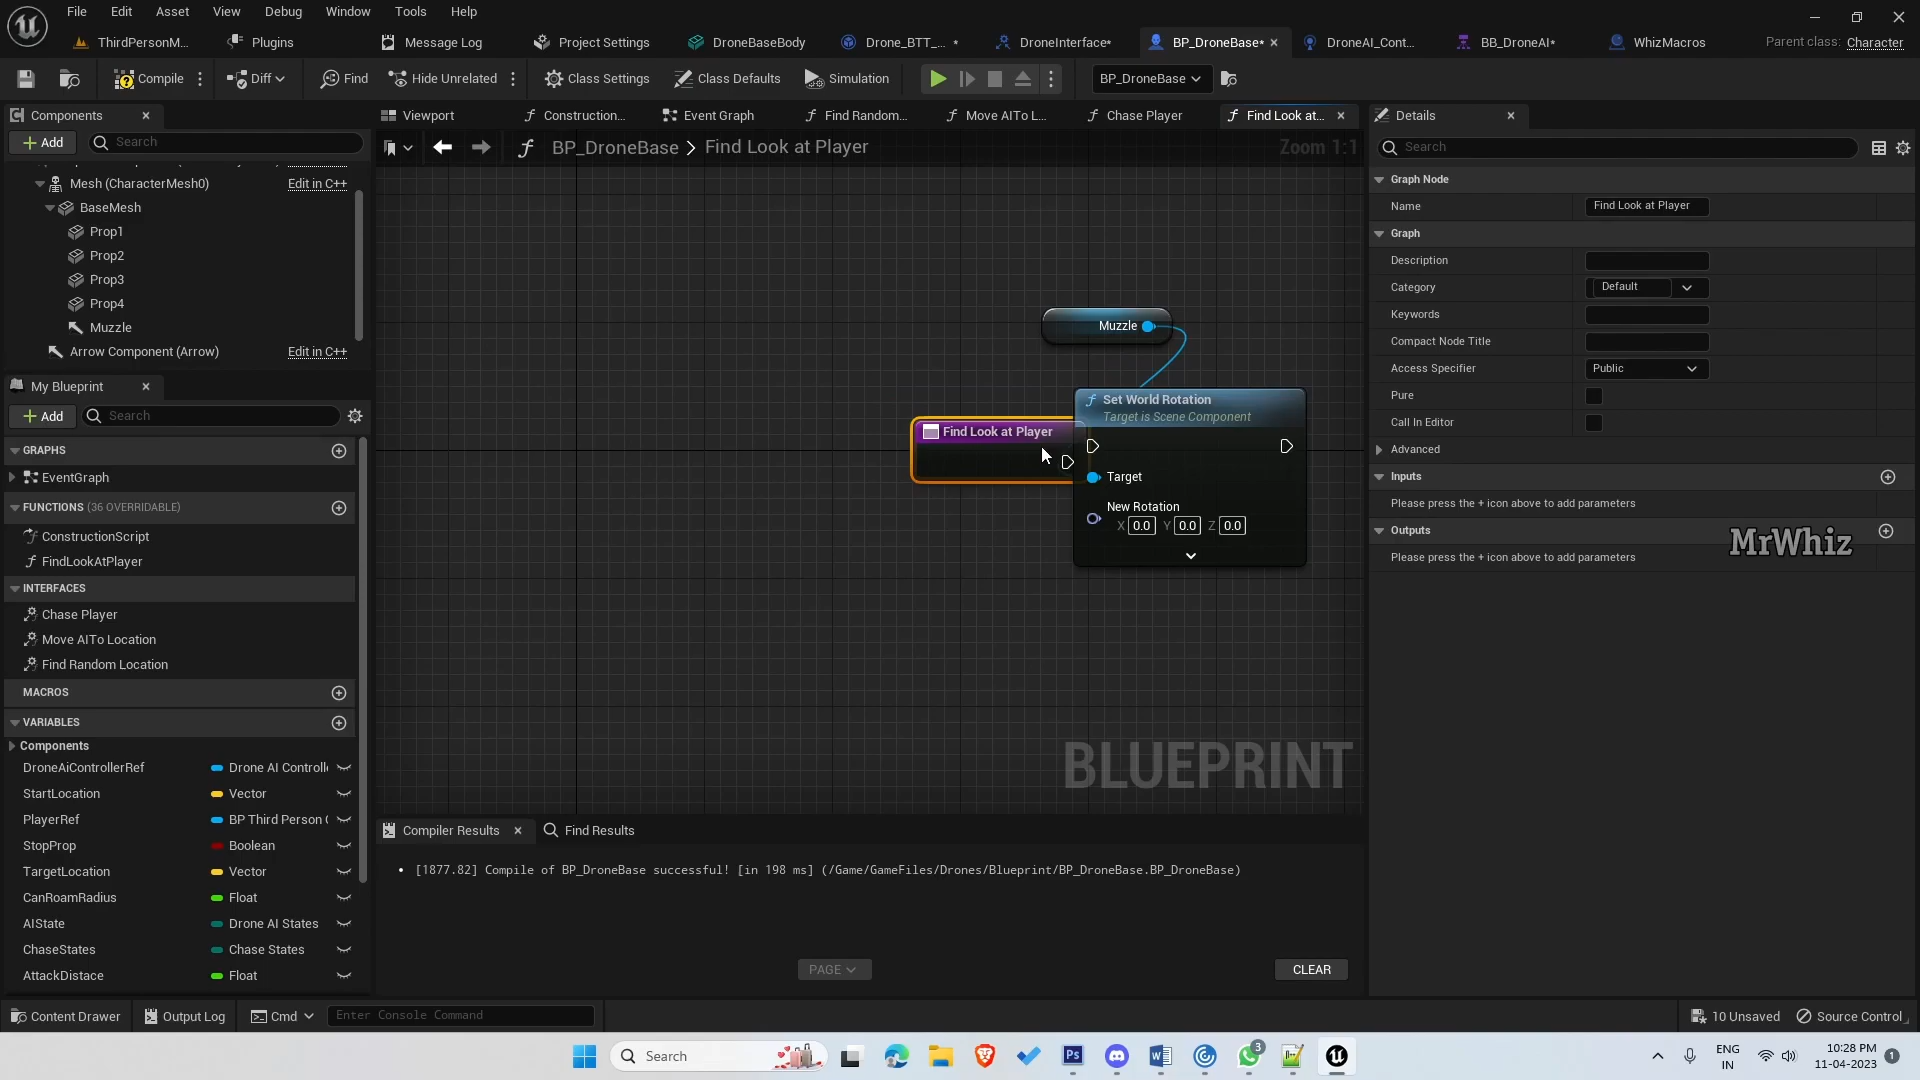 File Edit Asset View Debug Window Tools Help
ThirdPersonM... Plugins Message Log Project Settings DroneBaseBody Drone_BTT_... * DroneInterface* BP_DroneBase* DroneAI_Cont... BB_DroneAI* WhizMacros Parent class: Character
Compile Diff Find Hide Unrelated Class Settings Class Defaults Simulation BP_DroneBase
Components
Add Search
Mesh (CharacterMesh0) Edit in C++
BaseMesh
Prop1
Prop2
Prop3
Prop4
Muzzle
Arrow Component (Arrow) Edit in C++
My Blueprint
Add Search
GRAPHS
EventGraph
FUNCTIONS (36 OVERRIDABLE)
ConstructionScript
FindLookAtPlayer
INTERFACES
Chase Player
Move AITo Location
Find Random Location
MACROS
VARIABLES
Components
DroneAiControllerRef Drone AI Controll
StartLocation Vector
PlayerRef BP Third Person
StopProp Boolean
TargetLocation Vector
CanRoamRadius Float
AIState Drone AI States
ChaseStates Chase States
AttackDistace Float
Viewport Construction... Event Graph Find Random... Move AITo L... Chase Player Find Look at...
BP_DroneBase > Find Look at Player Zoom 1:1
Muzzle
Set World Rotation
Target is Scene Component
Find Look at Player
Target
New Rotation
X 0.0 Y 0.0 Z 0.0
BLUEPRINT
Compiler Results Find Results
[1877.82] Compile of BP_DroneBase successful! [in 198 ms] (/Game/GameFiles/Drones/Blueprint/BP_DroneBase.BP_DroneBase)
PAGE CLEAR
Details
Search
Graph Node
Name Find Look at Player
Graph
Description
Category Default
Keywords
Compact Node Title
Access Specifier Public
Pure
Call In Editor
Advanced
Inputs
Please press the + icon above to add parameters
Outputs
MrWhiz
Please press the + icon above to add parameters
Content Drawer Output Log Cmd Enter Console Command 10 Unsaved Source Control
Search 3 ENG IN 10:28 PM 11-04-2023 1